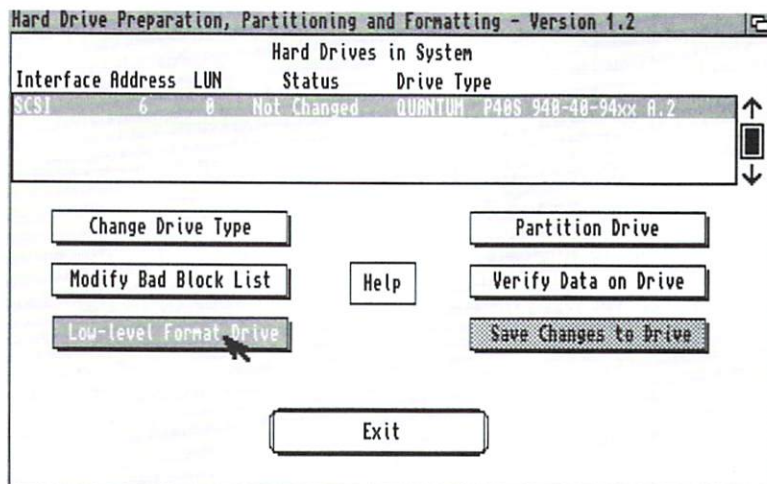 Hard Drive Preparation, Partitioning and Formatting - Version 1.2
Hard Drives in System
Interface Address LUN Status Drive Type
SCSI 6 0 Not Changed QUANTUM P40S 940-40-94xx A.2
Change Drive Type
Partition Drive
Modify Bad Block List
Help
Verify Data on Drive
Low-level Format Drive
Save Changes to Drive
Exit